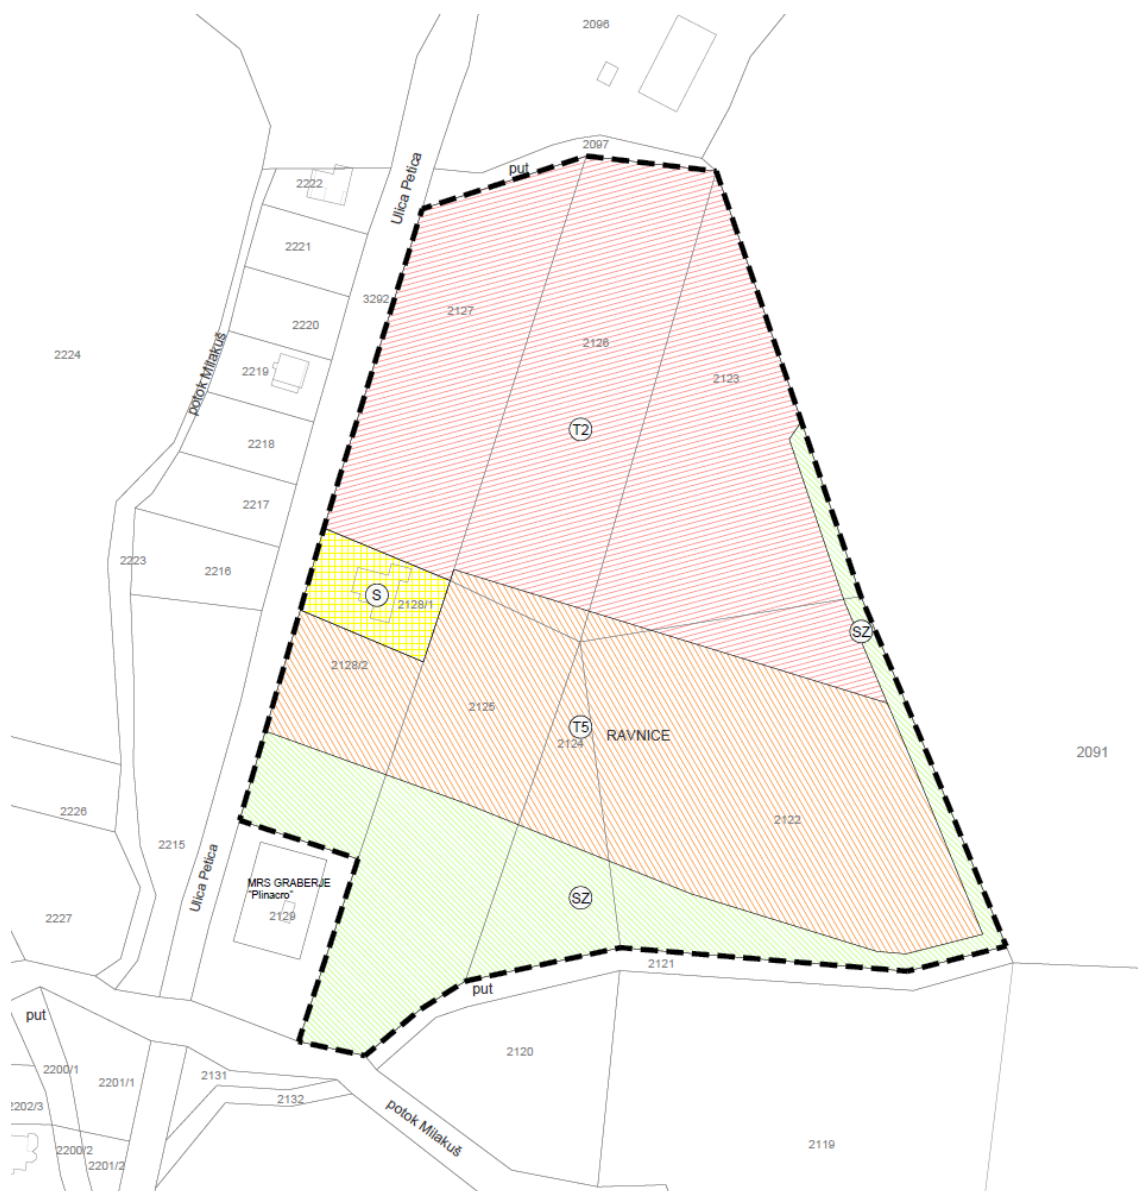 2096
2097
put
2222
Ulica Petica
2221
3292
2127
2220
2126
2224
potok Milakuš
2219
2123
T2
2218
2217
2223
2216
S
2128/1
SZ
2128/2
2125
T5
RAVNICE
2124
2091
2226
2122
2215
Ulica Petica
MRS GRABERJE
"Plinacro"
2129
SZ
2227
2121
put
put
2120
2200/1
2201/1
2131
2132
2202/3
potok Milakuš
2119
2200/2
2201/2